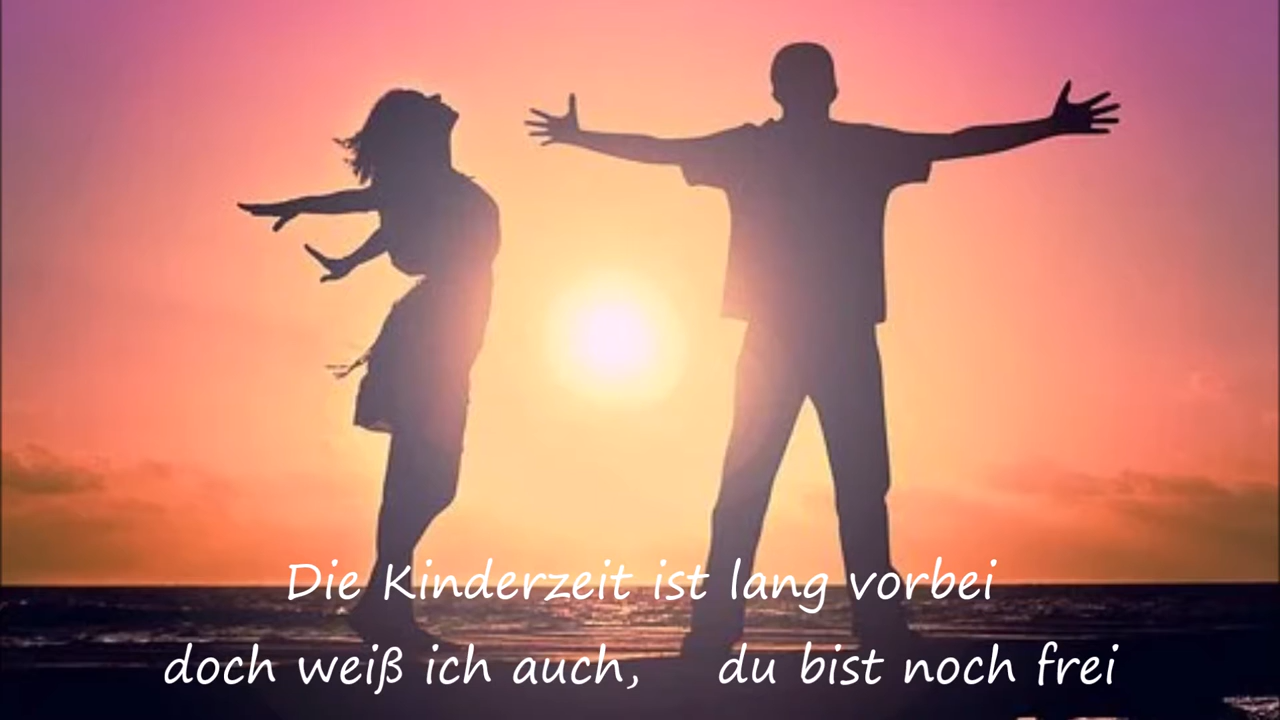 Die Kinderzeit ist lang vorbei
doch weiß ich auch, du bist noch frei